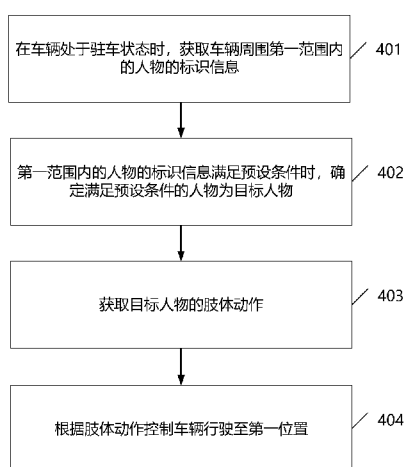 在车辆处于驻车状态时，获取车辆周围第一范围内
的人物的标识信息
401
第一范围内的人物的标识信息满足预设条件时，确
定满足预设条件的人物为目标人物
402
获取目标人物的肢体动作
403
根据肢体动作控制车辆行驶至第一位置
404